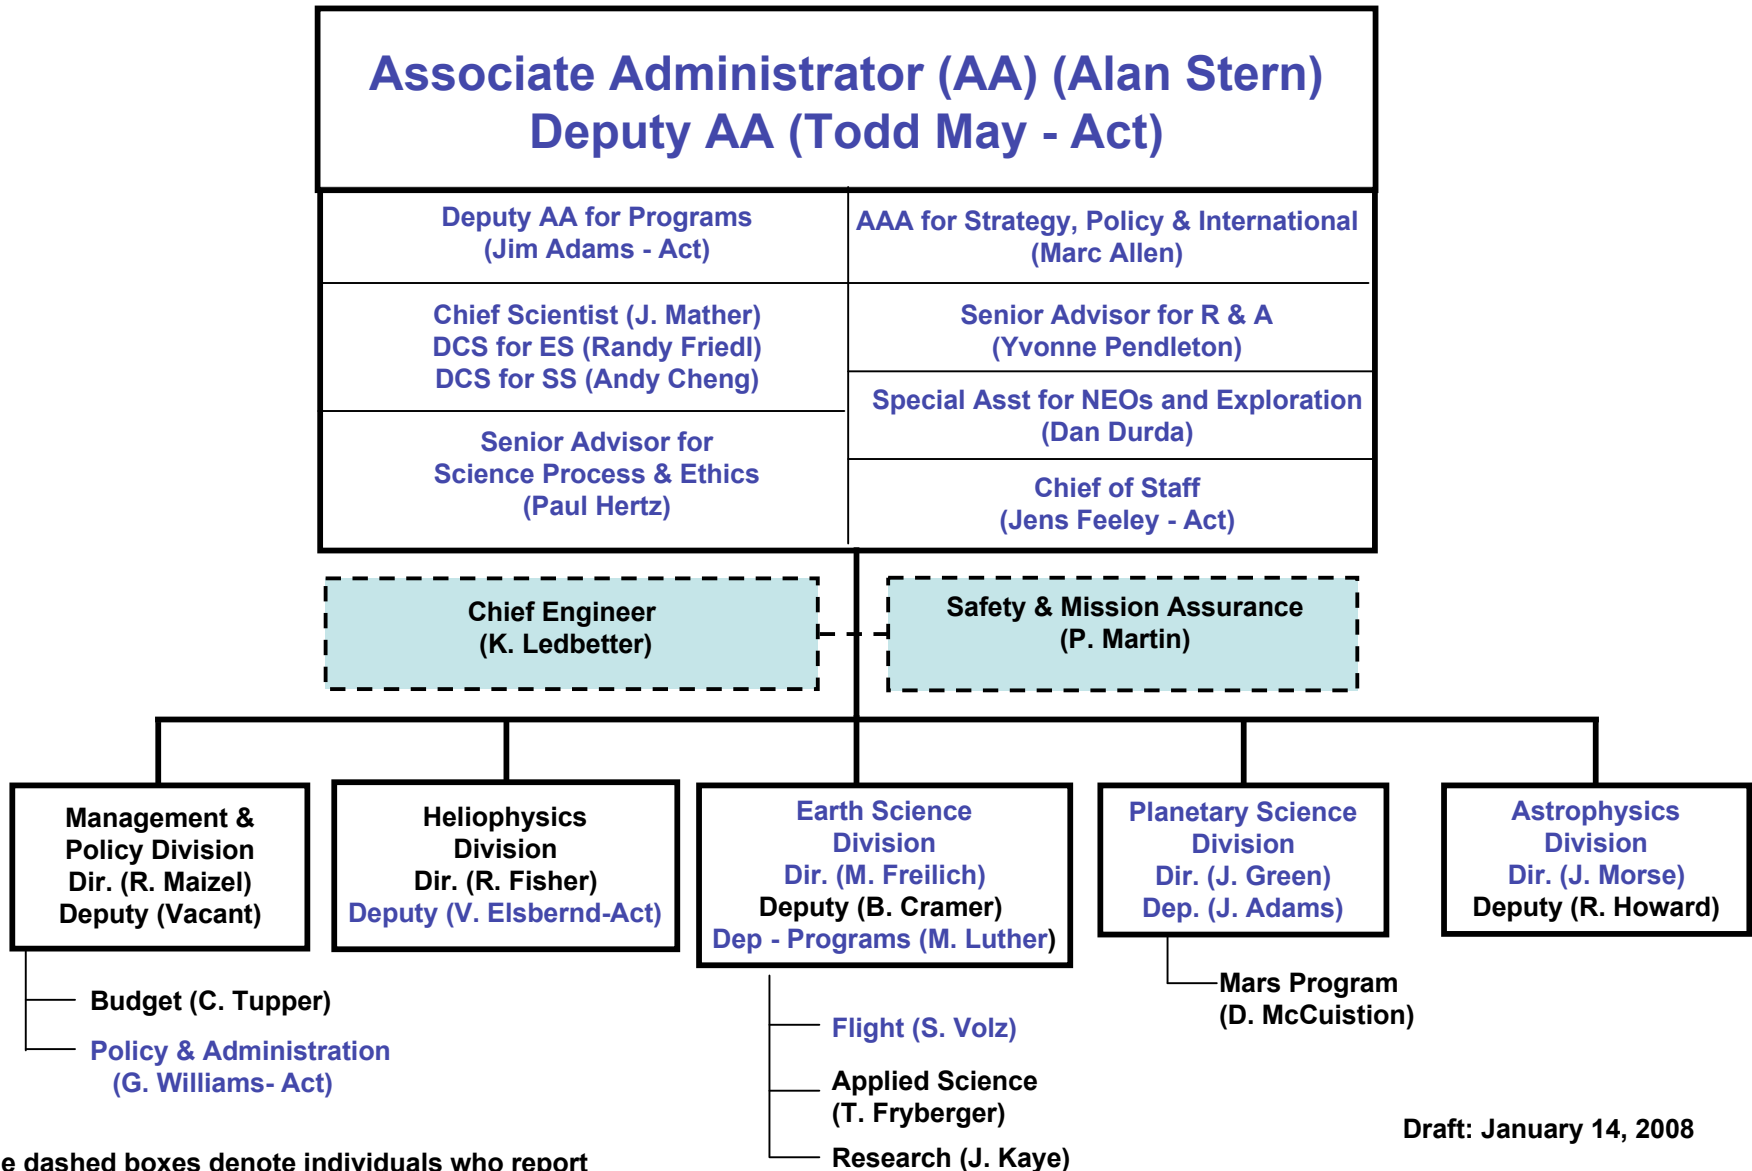 Associate Administrator (AA) (Alan Stern)
Deputy AA (Todd May - Act)
Deputy AA for Programs
(Jim Adams - Act)
AAA for Strategy, Policy & International
(Marc Allen)
Chief Scientist (J. Mather)
DCS for ES (Randy Friedl)
DCS for SS (Andy Cheng)
Senior Advisor for R & A
(Yvonne Pendleton)
Special Asst for NEOs and Exploration
(Dan Durda)
Senior Advisor for
Science Process & Ethics
(Paul Hertz)
Chief of Staff
(Jens Feeley - Act)
Chief Engineer
(K. Ledbetter)
Safety & Mission Assurance
(P. Martin)
Management &
Policy Division
Dir. (R. Maizel)
Deputy (Vacant)
Budget (C. Tupper)
Policy & Administration
(G. Williams- Act)
Heliophysics
Division
Dir. (R. Fisher)
Deputy (V. Elsbernd-Act)
Earth Science
Division
Dir. (M. Freilich)
Deputy (B. Cramer)
Dep - Programs (M. Luther)
Flight (S. Volz)
Applied Science
(T. Fryberger)
Research (J. Kaye)
Planetary Science
Division
Dir. (J. Green)
Dep. (J. Adams)
Mars Program
(D. McCuistion)
Astrophysics
Division
Dir. (J. Morse)
Deputy (R. Howard)
Draft: January 14, 2008
e dashed boxes denote individuals who report